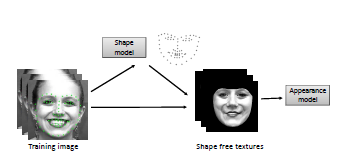 Shape
model
Appearance
model
Training image
Shape free textures